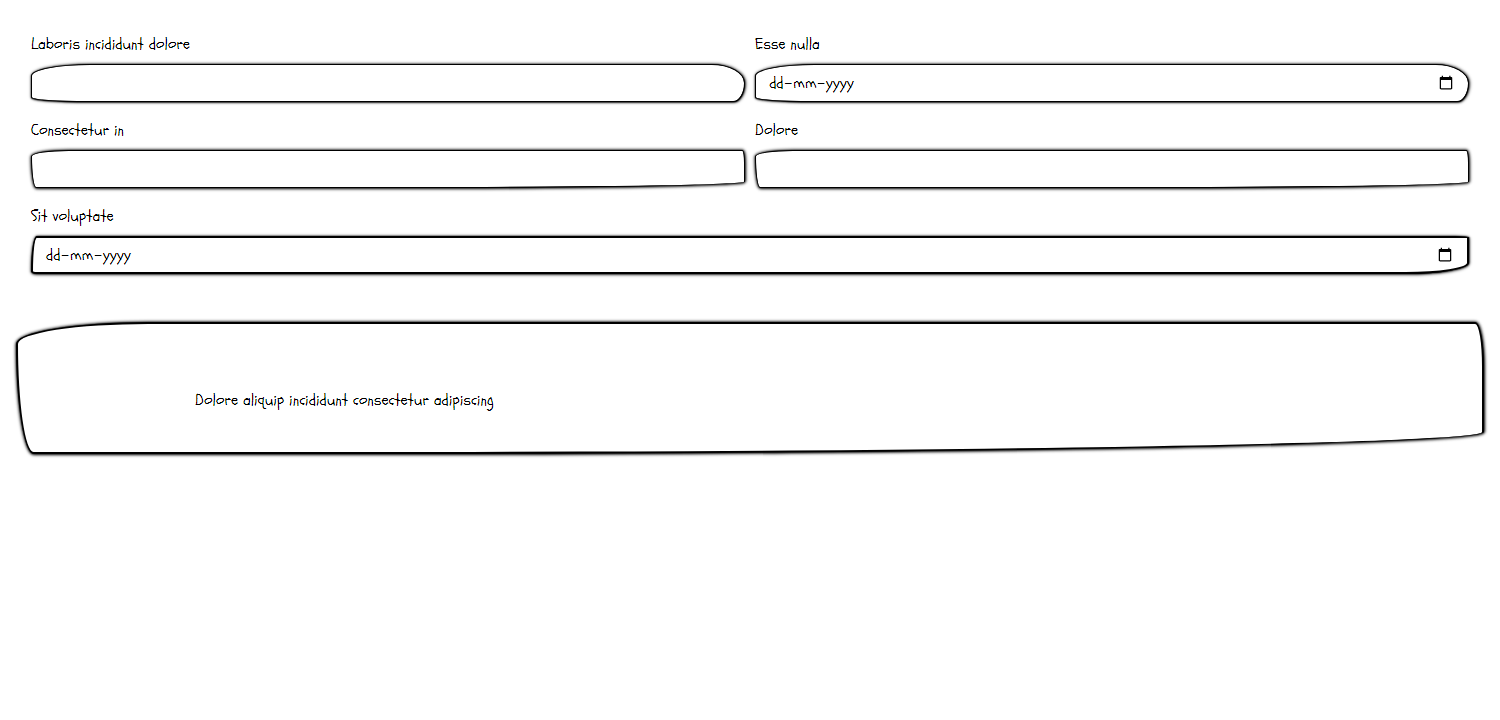 Laboris incididunt dolore
Esse nulla
dd-mm-yyyy
Consectetur in
Dolore
Sit voluptate
dd-mm-yyyy
Dolore aliquip incididunt consectetur adipiscing